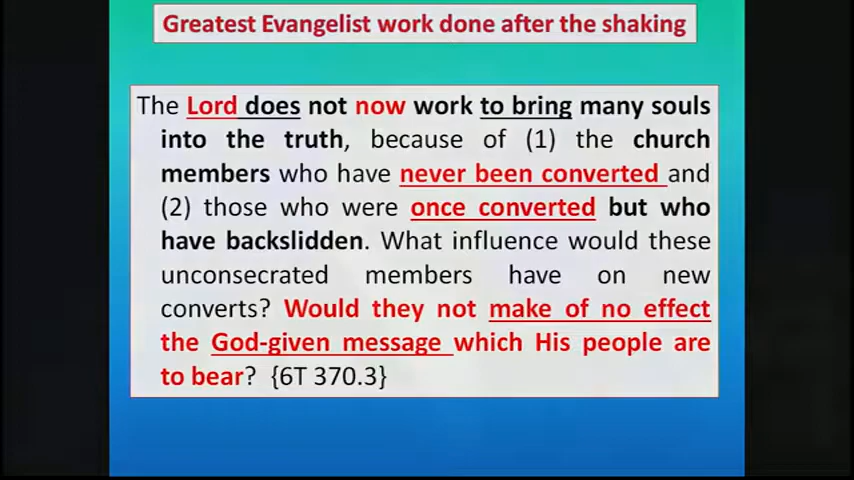 Greatest Evangelist work done after the shaking
The Lord does not now work to bring many souls
into the truth, because of (1) the church
members who have never been converted and
(2) those who were once converted but who
have backslidden. What influence would these
unconsecrated members have on new
converts? Would they not make of no effect
the God-given message which His people are
to bear? {6T 370.3}